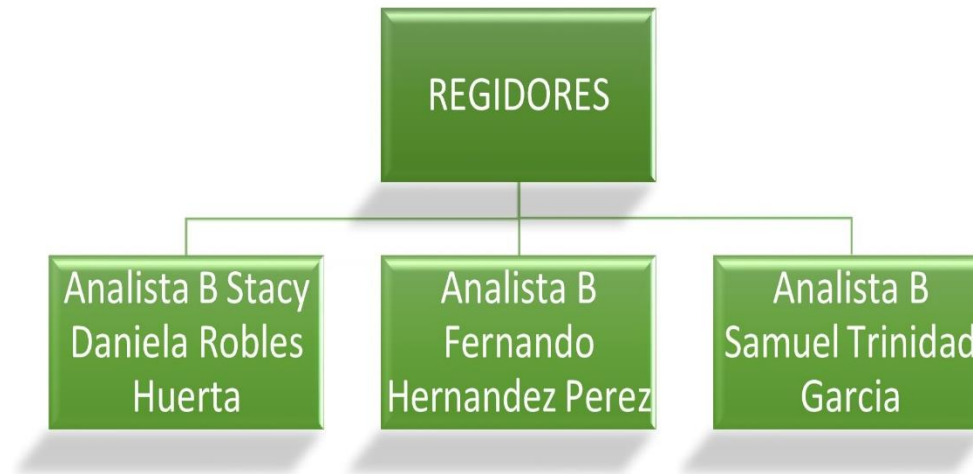 REGIDORES
Analista B Stacy
Daniela Robles
Huerta
Analista B
Fernando
Hernandez Perez
Analista B
Samuel Trinidad
Garcia